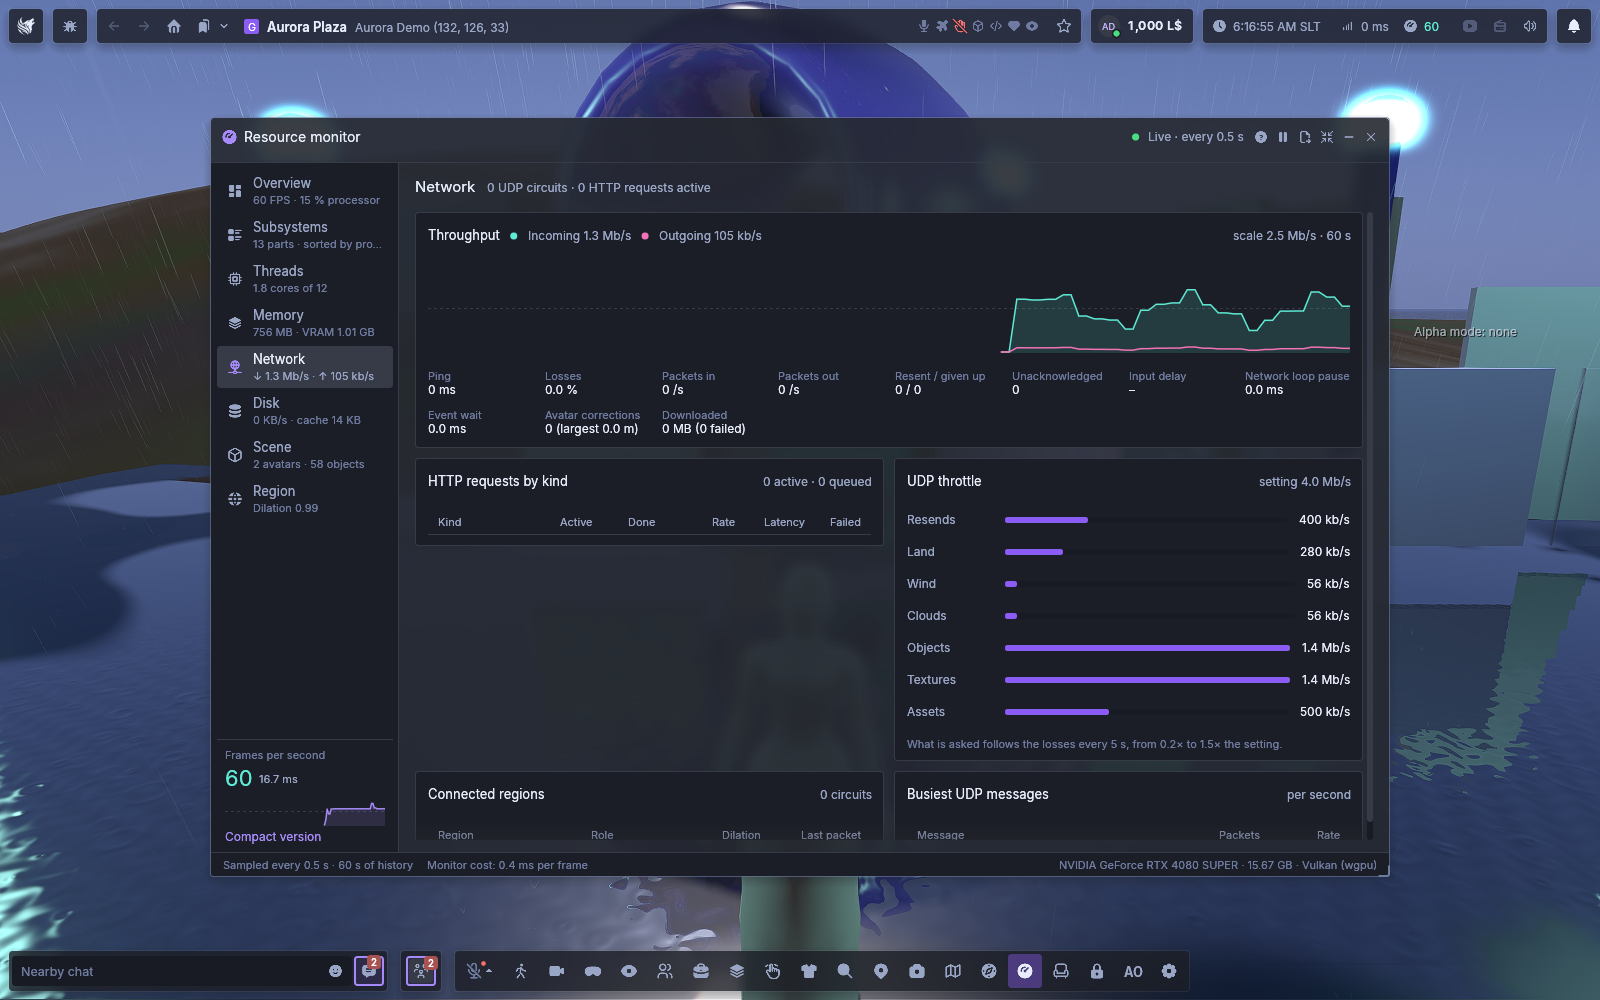 G Aurora Plaza Aurora Demo (132, 126, 33)
AD 1,000 L$
6:16:55 AM SLT 0 ms 60
Resource monitor
Live · every 0.5 s
Overview
60 FPS · 15 % processor
Subsystems
13 parts · sorted by pro...
Threads
1.8 cores of 12
Memory
756 MB · VRAM 1.01 GB
Network
↓ 1.3 Mb/s · ↑ 105 kb/s
Disk
0 KB/s · cache 14 KB
Scene
2 avatars · 58 objects
Region
Dilation 0.99
Frames per second
60 16.7 ms
Compact version
Network 0 UDP circuits · 0 HTTP requests active
Throughput Incoming 1.3 Mb/s Outgoing 105 kb/s scale 2.5 Mb/s · 60 s
Ping Losses Packets in Packets out Resent / given up Unacknowledged Input delay Network loop pause
0 ms 0.0 % 0 /s 0 /s 0 / 0 0 – 0.0 ms
Event wait Avatar corrections Downloaded
0.0 ms 0 (largest 0.0 m) 0 MB (0 failed)
HTTP requests by kind 0 active · 0 queued
Kind Active Done Rate Latency Failed
UDP throttle setting 4.0 Mb/s
Resends 400 kb/s
Land 280 kb/s
Wind 56 kb/s
Clouds 56 kb/s
Objects 1.4 Mb/s
Textures 1.4 Mb/s
Assets 500 kb/s
What is asked follows the losses every 5 s, from 0.2× to 1.5× the setting.
Connected regions 0 circuits
Region Role Dilation Last packet
Busiest UDP messages per second
Message Packets Rate
Sampled every 0.5 s · 60 s of history Monitor cost: 0.4 ms per frame
NVIDIA GeForce RTX 4080 SUPER · 15.67 GB · Vulkan (wgpu)
Alpha mode: none
Nearby chat
2
2
AO